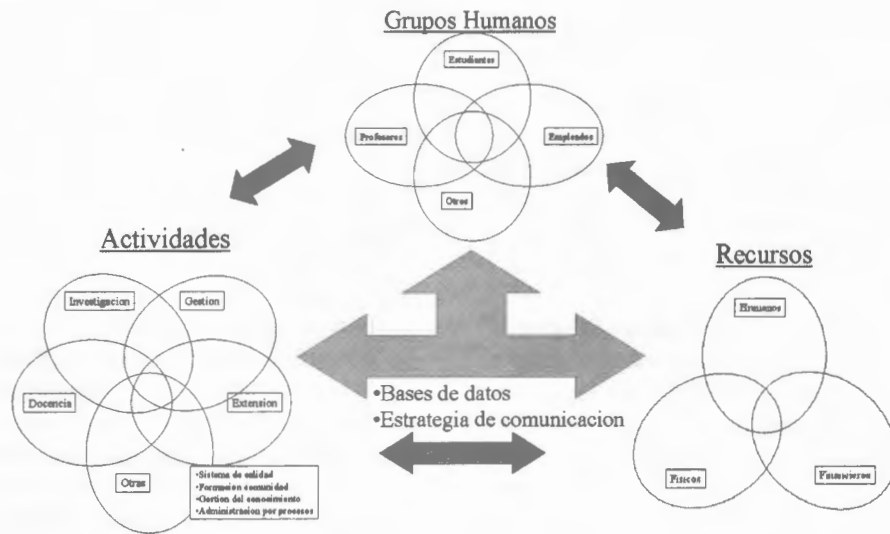 Grupos Humanos
Estudiantes
Profesores
Empleados
Otros
Actividades
Investigacion
Gestion
Docencia
Extension
Otras
•Sistema de calidad
•Formacion comunidad
•Gestion del conocimiento
•Administracion por procesos
•Bases de datos
•Estrategia de comunicacion
Recursos
Humanos
Fisicos
Financieros